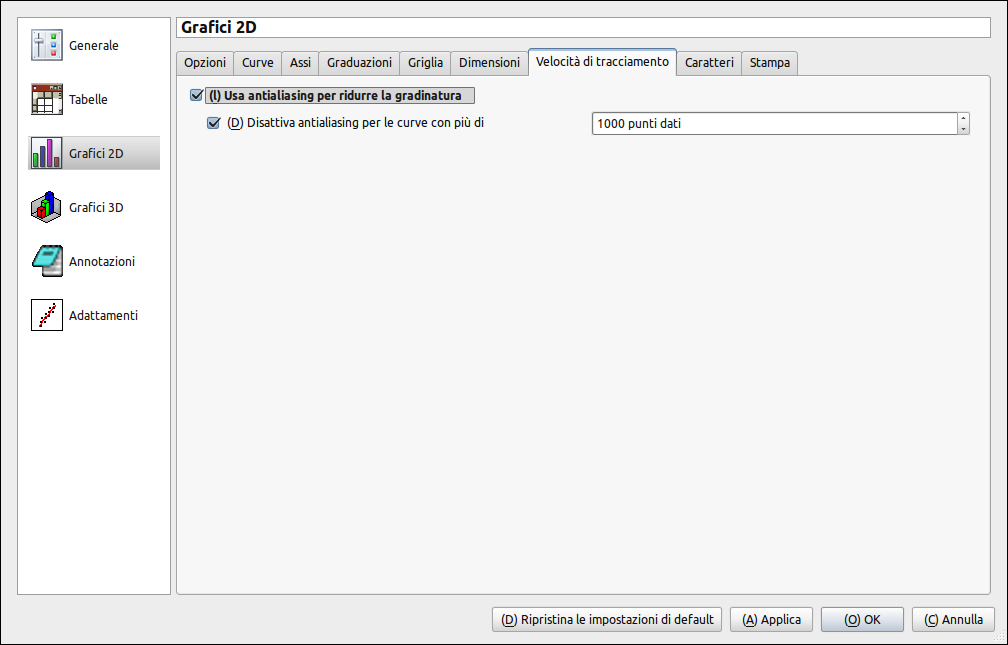 Grafici 2D
Generale
Tabelle
Grafici 2D
Grafici 3D
Annotazioni
Adattamenti
Opzioni Curve Assi Graduazioni Griglia Dimensioni Velocità di tracciamento Caratteri Stampa
(I) Usa antialiasing per ridurre la gradinatura
(D) Disattiva antialiasing per le curve con più di 1000 punti dati
(D) Ripristina le impostazioni di default (A) Applica (O) OK (C) Annulla